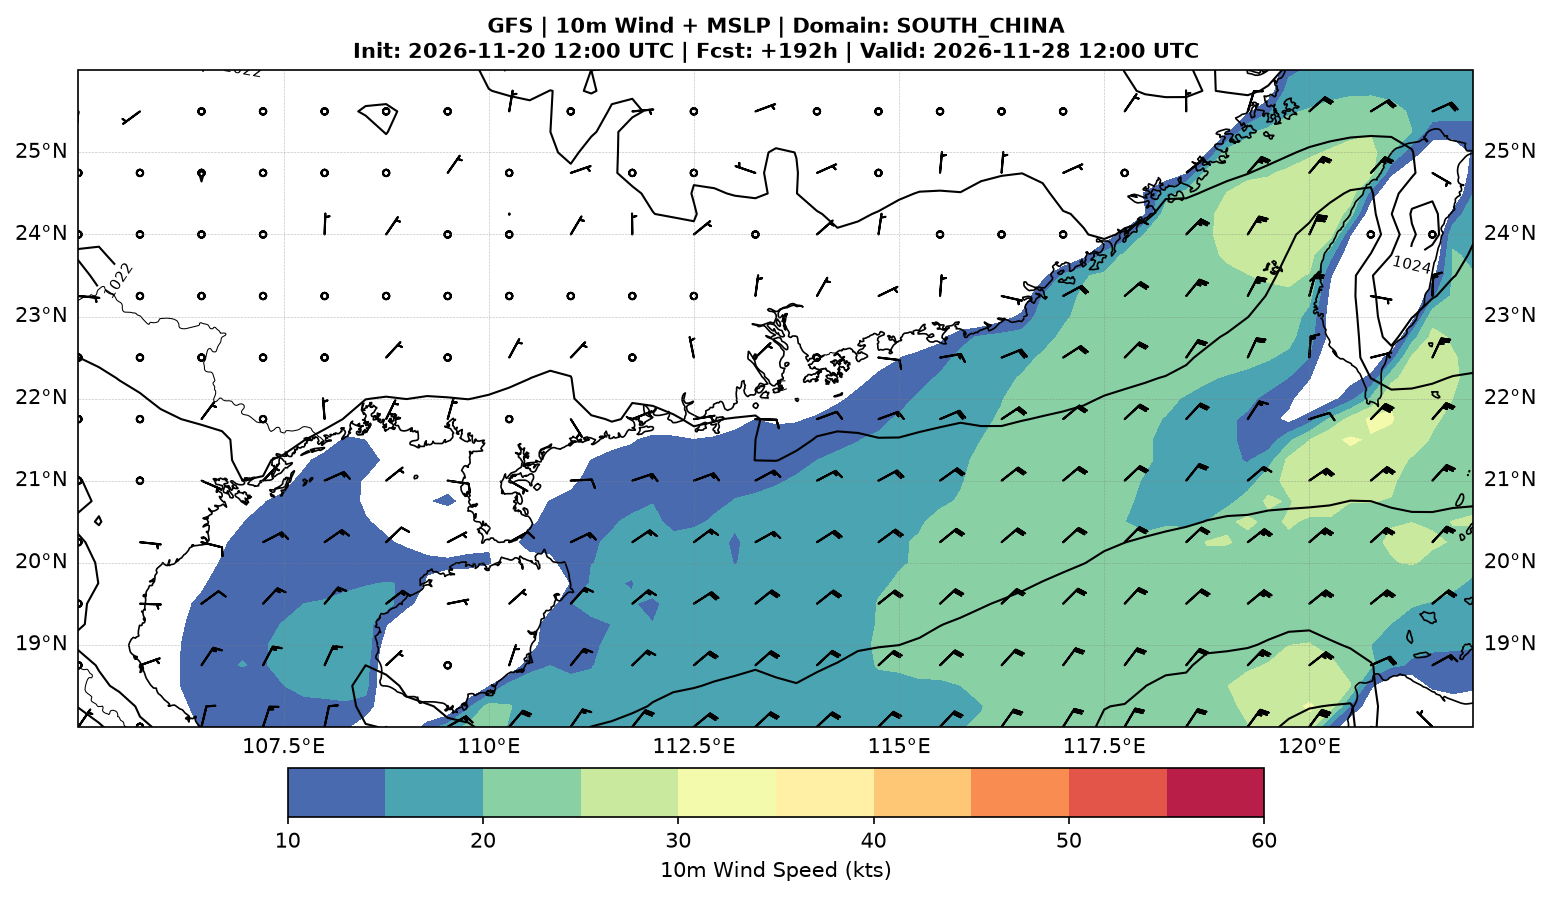 GFS | 10m Wind + MSLP | Domain: SOUTH_CHINA
Init: 2026-11-20 12:00 UTC | Fcst: +192h | Valid: 2026-11-28 12:00 UTC
1022
25°N 25°N
24°N 24°N
1022
1024
23°N 23°N
22°N 22°N
21°N 21°N
20°N 20°N
19°N 19°N
107.5°E 110°E 112.5°E 115°E 117.5°E 120°E
10 20 30 40 50 60
10m Wind Speed (kts)